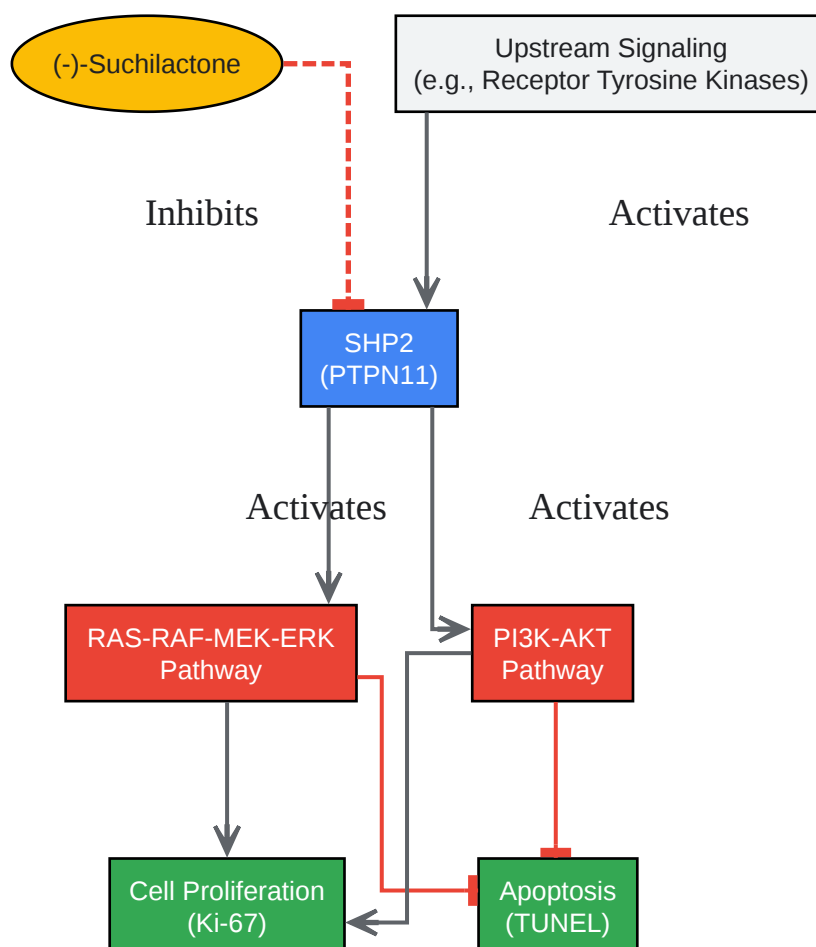 (-)-Suchilactone
Upstream Signaling
(e.g., Receptor Tyrosine Kinases)
Inhibits
Activates
SHP2
(PTPN11)
Activates
Activates
RAS-RAF-MEK-ERK
Pathway
PI3K-AKT
Pathway
Cell Proliferation
(Ki-67)
Apoptosis
(TUNEL)